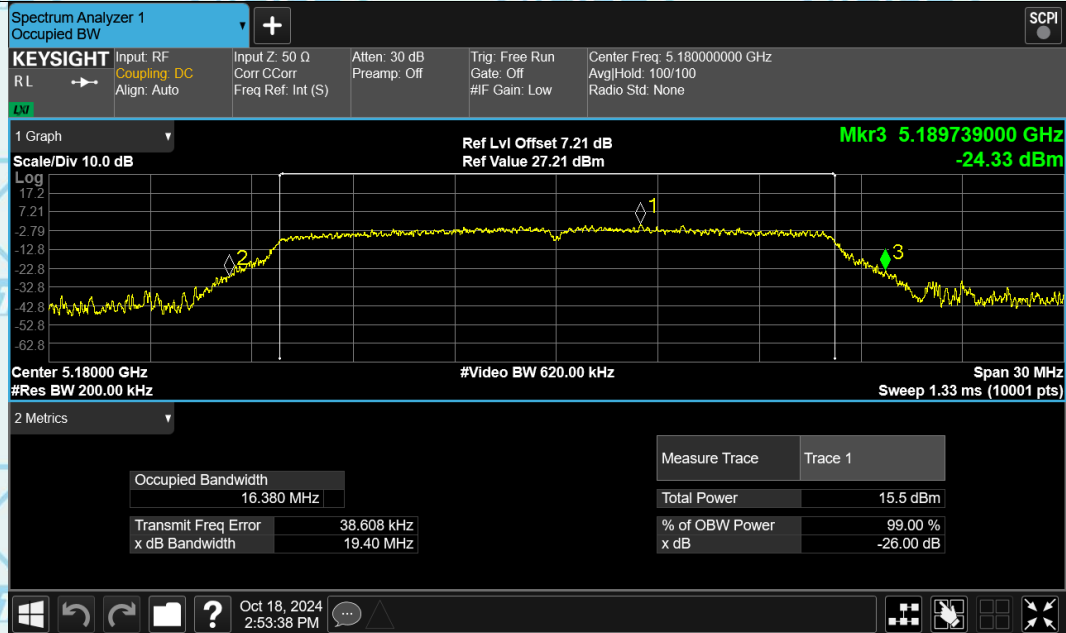 Spectrum Analyzer 1
Occupied BW
+
SCPI
KEYSIGHT
R L
LXI
Input: RF
Coupling: DC
Align: Auto
Input Z: 50 Ω
Corr CCorr
Freq Ref: Int (S)
Atten: 30 dB
Preamp: Off
Trig: Free Run
Gate: Off
#IF Gain: Low
Center Freq: 5.180000000 GHz
Avg|Hold: 100/100
Radio Std: None
1 Graph
Ref Lvl Offset 7.21 dB
Mkr3 5.189739000 GHz
Scale/Div 10.0 dB
Ref Value 27.21 dBm
-24.33 dBm
Log
17.2
7.21
-2.79
-12.8
-22.8
-32.8
-42.8
-52.8
-62.8
1
2
3
Center 5.18000 GHz
#Video BW 620.00 kHz
Span 30 MHz
#Res BW 200.00 kHz
Sweep 1.33 ms (10001 pts)
2 Metrics
Measure Trace Trace 1
Occupied Bandwidth
16.380 MHz
Total Power 15.5 dBm
Transmit Freq Error 38.608 kHz
% of OBW Power 99.00 %
x dB Bandwidth 19.40 MHz
x dB -26.00 dB
?
Oct 18, 2024
2:53:38 PM